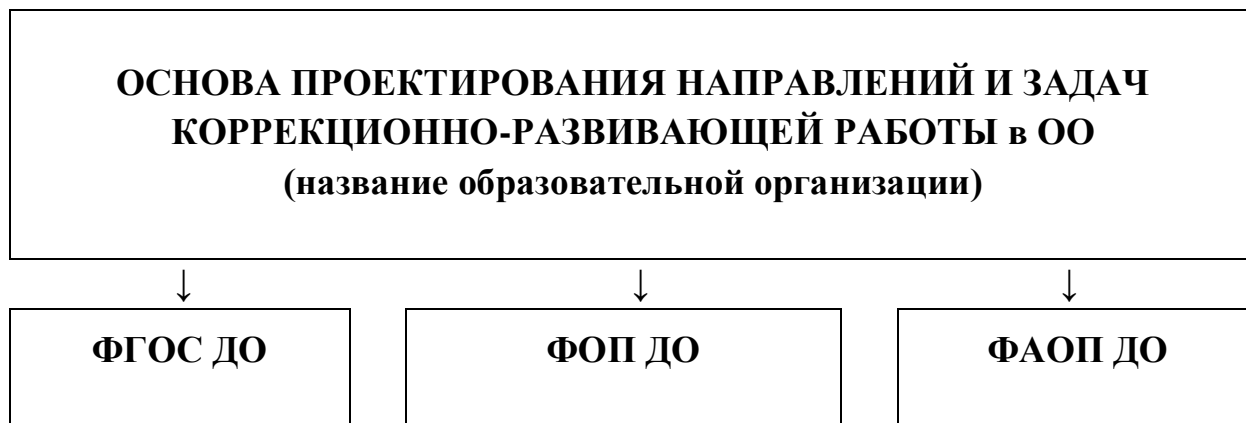 ОСНОВА ПРОЕКТИРОВАНИЯ НАПРАВЛЕНИЙ И ЗАДАЧ
КОРРЕКЦИОННО-РАЗВИВАЮЩЕЙ РАБОТЫ в ОО
(название образовательной организации)
↓ ↓ ↓
ФГОС ДО ФОП ДО ФАОП ДО